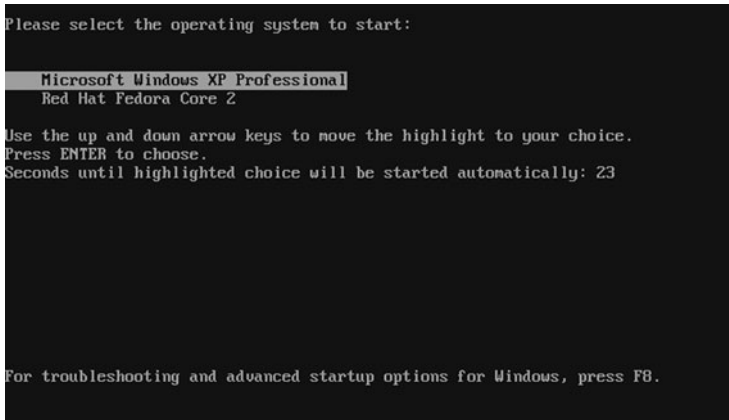 Please select the operating system to start:
Microsoft Windows XP Professional
Red Hat Fedora Core 2
Use the up and down arrow keys to move the highlight to your choice.
Press ENTER to choose.
Seconds until highlighted choice will be started automatically: 23
For troubleshooting and advanced startup options for Windows, press F8.